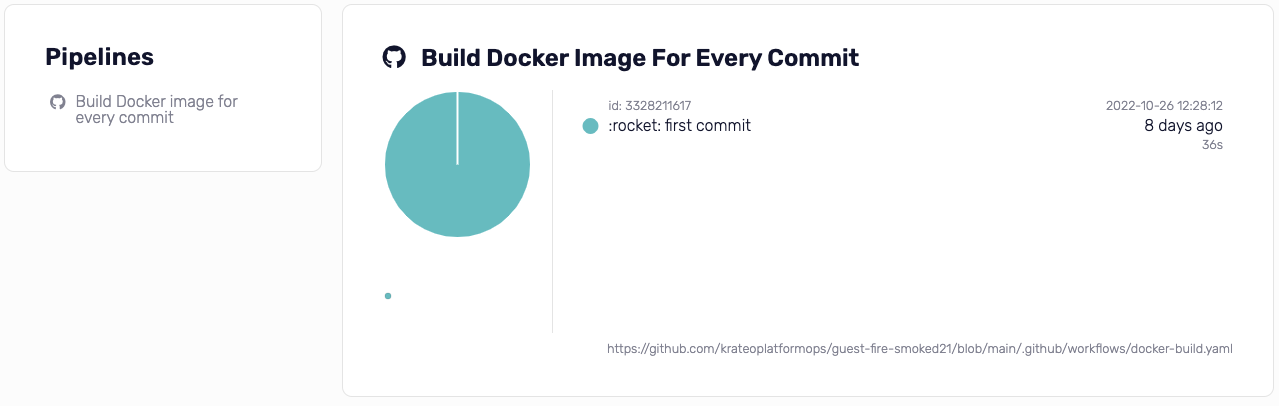 Pipelines
Build Docker image for
every commit
Build Docker Image For Every Commit
id: 3328211617
:rocket: first commit
2022-10-26 12:28:12
8 days ago
36s
https://github.com/krateoplatformops/guest-fire-smoked21/blob/main/.github/workflows/docker-build.yaml